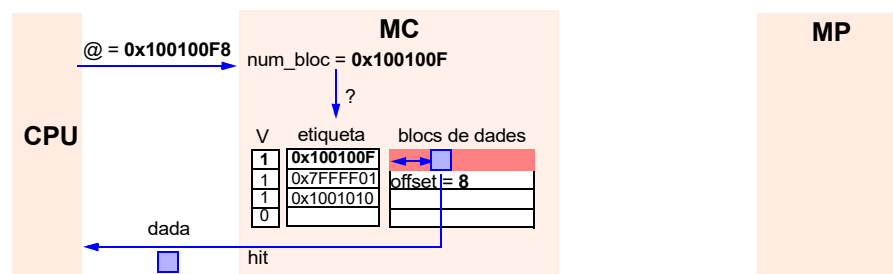 MC
MP
@ = 0x100100F8
num_bloc = 0x100100F
?
CPU
V etiqueta blocs de dades
1 0x100100F
1 0x7FFFF01 offset = 8
1 0x1001010
0
dada
hit